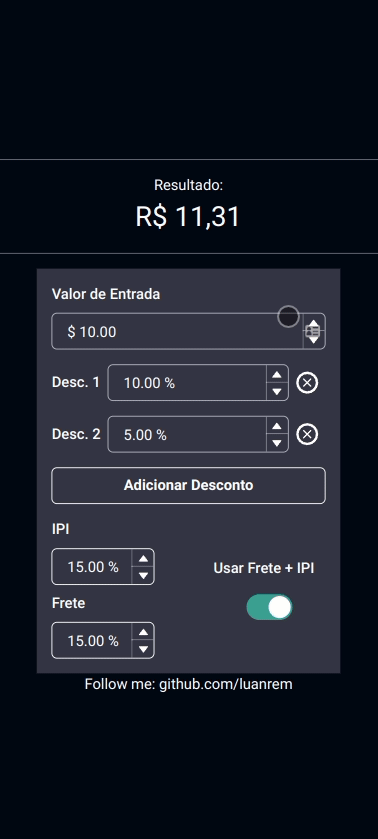 Resultado:
R$ 11,31
Valor de Entrada
$ 10.00
Desc. 1
10.00 %
Desc. 2
5.00 %
Adicionar Desconto
IPI
15.00 %
Usar Frete + IPI
Frete
15.00 %
Follow me: github.com/luanrem